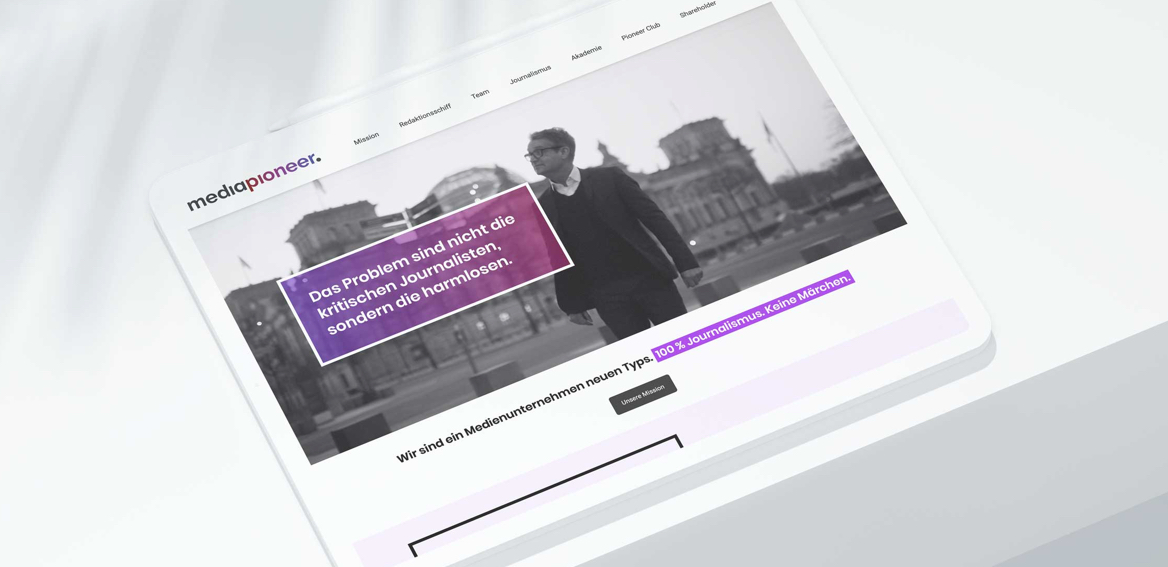 mediapioneer.
Mission
Redaktionsschiff
Team
Journalismus
Akademie
Pioneer Club
Shareholder
Das Problem sind nicht die
kritischen Journalisten,
sondern die harmlosen.
Wir sind ein Medienunternehmen neuen Typs. 100 % Journalismus. Keine Märchen.
Unsere Mission